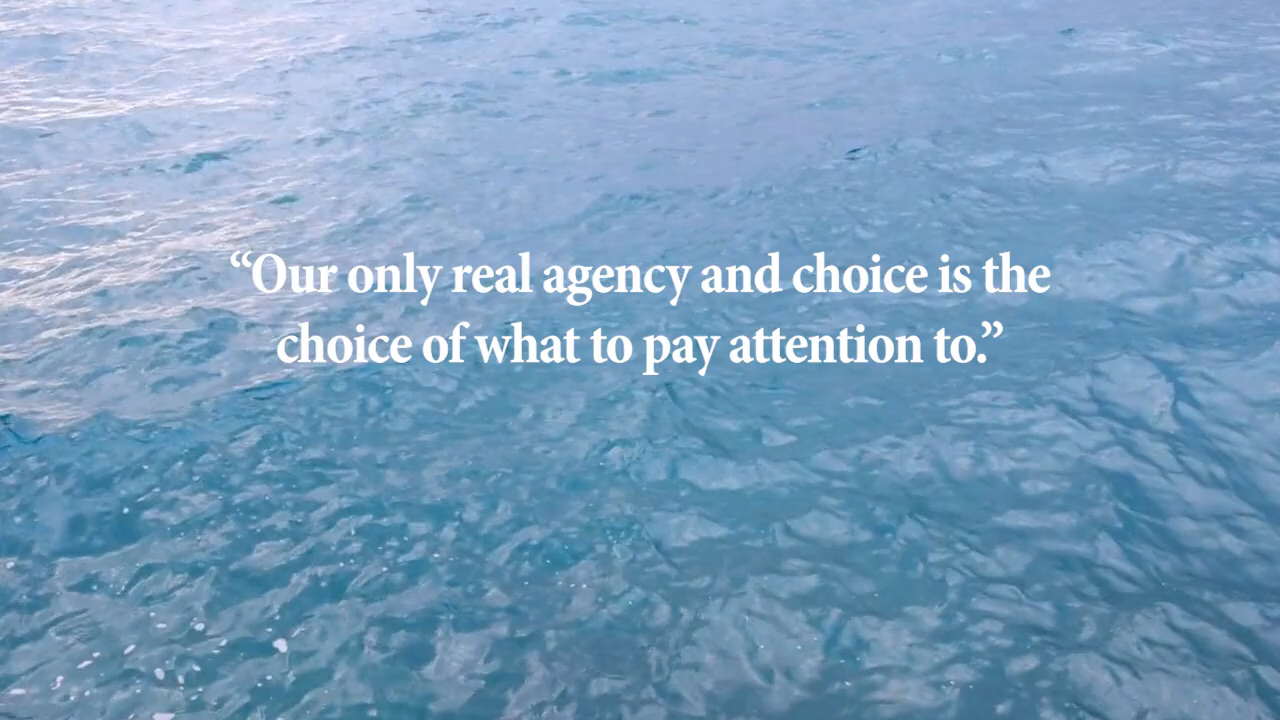 “Our only real agency and choice is the
choice of what to pay attention to.”